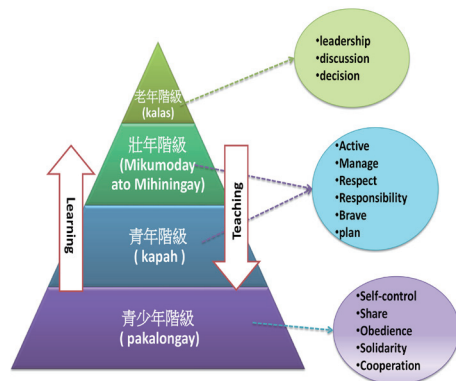 老年階級
(kalas)
壯年階級
(Mikumoday
ato Mihiningay)
青年階級
( kapah )
青少年階級
( pakalongay)
Learning
Teaching
•leadership
•discussion
•decision
•Active
•Manage
•Respect
•Responsibility
•Brave
•plan
•Self-control
•Share
•Obedience
•Solidarity
•Cooperation